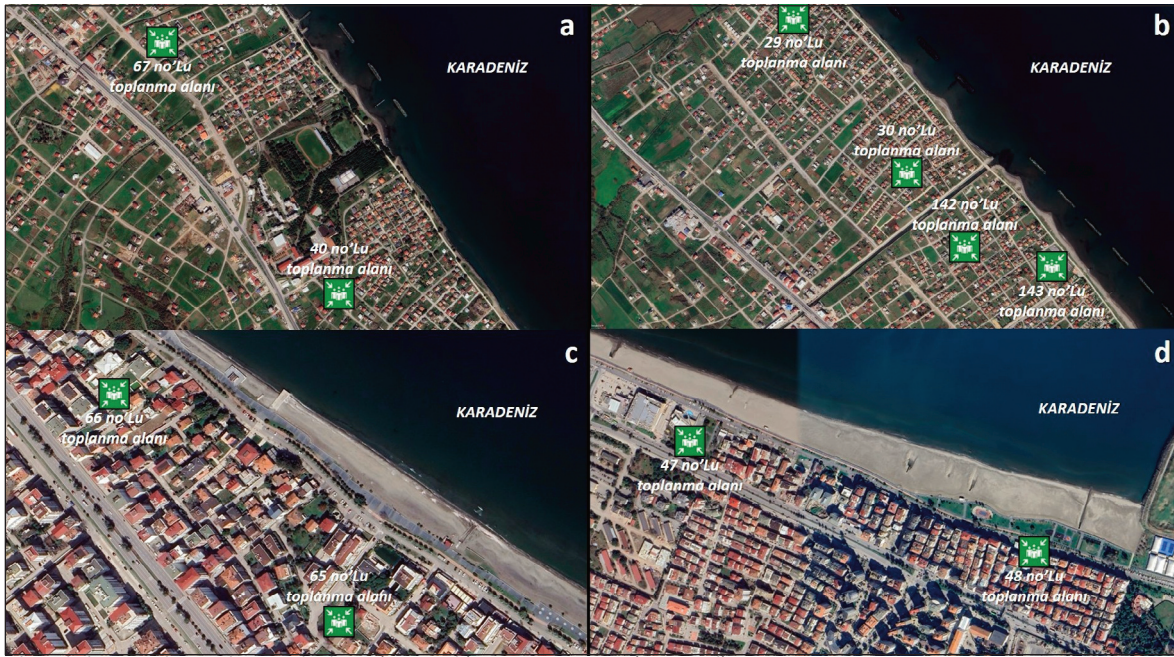 a
67 no'Lu
toplanma alanı
KARADENİZ
40 no'Lu
toplanma alanı
b
29 no'Lu
toplanma alanı
KARADENİZ
30 no'Lu
toplanma alanı
142 no'Lu
toplanma alanı
143 no'Lu
toplanma alanı
c
66 no'Lu
toplanma alanı
KARADENİZ
65 no'Lu
toplanma alanı
d
KARADENİZ
47 no'Lu
toplanma alanı
48 no'Lu
toplanma alanı